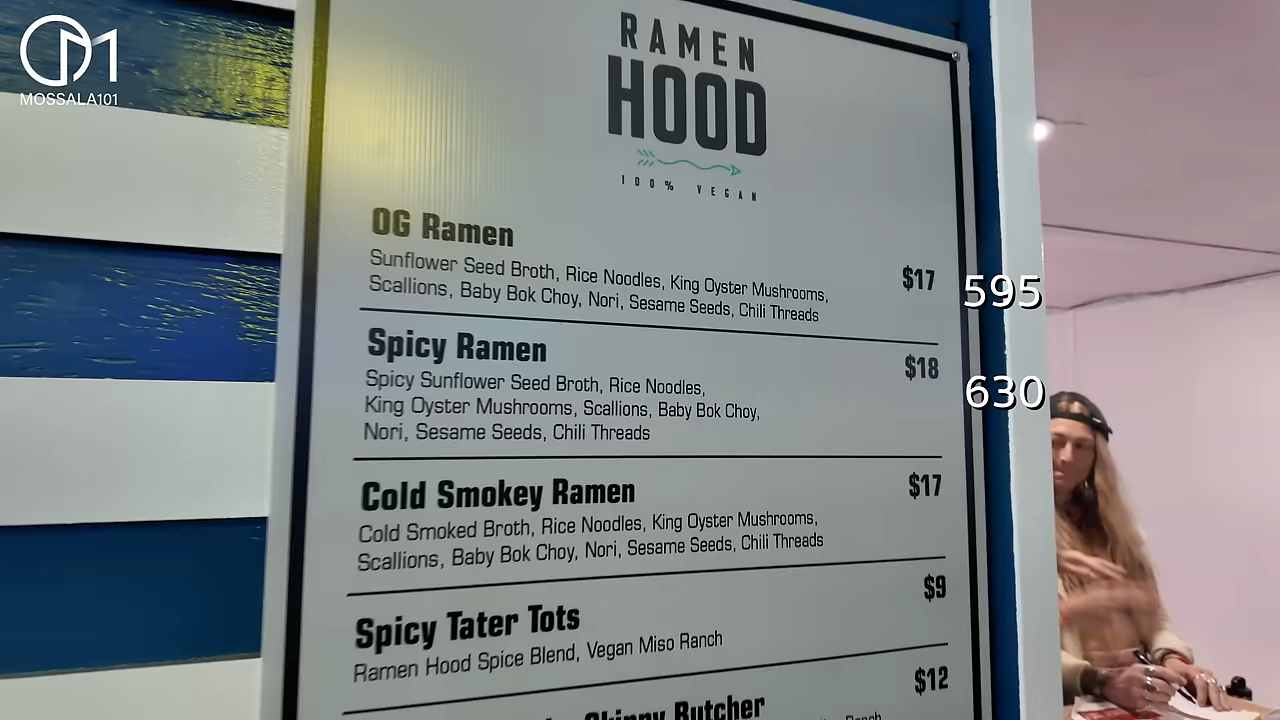 MOSSALA101
RAMEN
HOOD
100% VEGAN
OG Ramen
Sunflower Seed Broth, Rice Noodles, King Oyster Mushrooms,
Scallions, Baby Bok Choy, Nori, Sesame Seeds, Chili Threads
$17
595
Spicy Ramen
$18
630
Spicy Sunflower Seed Broth, Rice Noodles,
King Oyster Mushrooms, Scallions, Baby Bok Choy,
Nori, Sesame Seeds, Chili Threads
Cold Smokey Ramen
$17
Cold Smoked Broth, Rice Noodles, King Oyster Mushrooms,
Scallions, Baby Bok Choy, Nori, Sesame Seeds, Chili Threads
Spicy Tater Tots
$9
Ramen Hood Spice Blend, Vegan Miso Ranch
Skinny Butcher
$12
Ranch